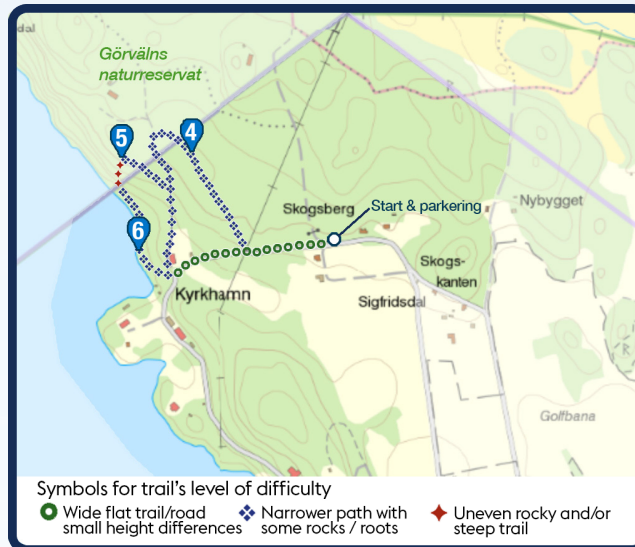 dal
Görvälns
naturreservat
5
4
6
Skogsberg
Start & parkering
Nybygget
Skogs-
kanten
Kyrkhamn
Sigfridsdal
Golfbana
R
Symbols for trail's level of difficulty
Wide flat trail/road
small height differences
Narrower path with
some rocks / roots
Uneven rocky and/or
steep trail